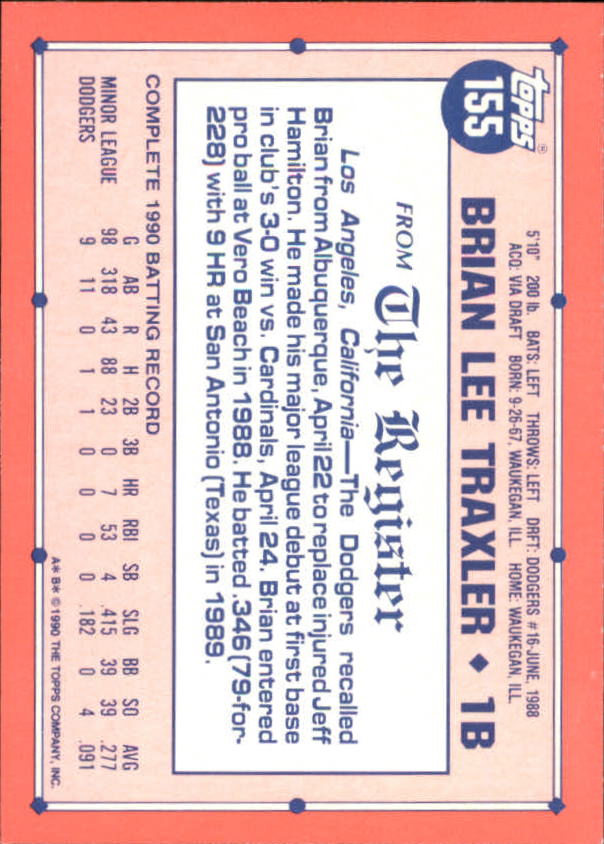 topps®
155
BRIAN LEE TRAXLER ◆ 1B
5'10" 200 lb. BATS: LEFT THROWS: LEFT DRFT: DODGERS #16-JUNE, 1988
ACQ: VIA DRAFT BORN: 9-26-67, WAUKEGAN, ILL. HOME: WAUKEGAN, ILL.
FROM The Register
Los Angeles, California—The Dodgers recalled
Brian from Albuquerque, April 22 to replace injured Jeff
Hamilton. He made his major league debut at first base
in club's 3-0 win vs. Cardinals, April 24. Brian entered
pro ball at Vero Beach in 1988. He batted .346 (79-for-
228) with 9 HR at San Antonio (Texas) in 1989.
COMPLETE 1990 BATTING RECORD
G AB R H 2B 3B HR RBI SB SLG BB SO AVG
MINOR LEAGUE 98 318 43 88 23 0 7 53 4 .415 39 39 .277
DODGERS 9 11 0 1 1 0 0 0 0 .182 0 4 .091
A* B* © 1990 THE TOPPS COMPANY, INC.